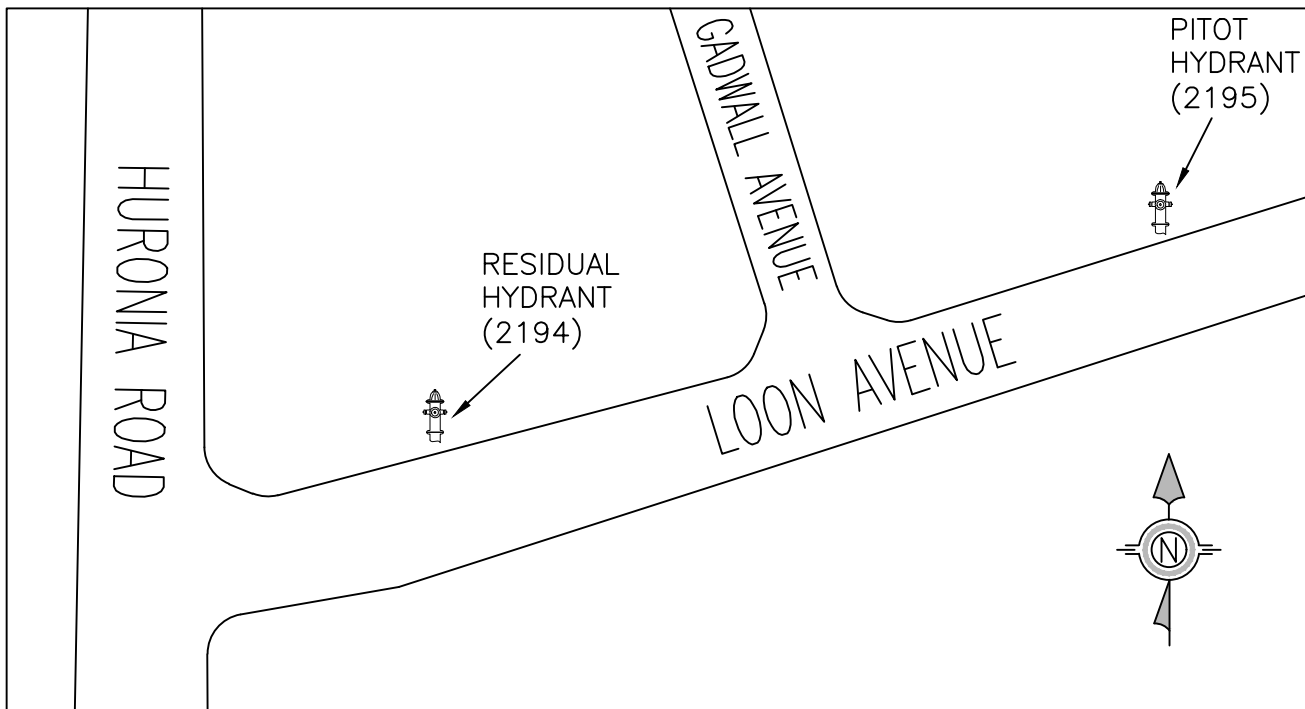 PITOT
HYDRANT
(2195)
GADWALL AVENUE
HURONIA ROAD
RESIDUAL
HYDRANT
(2194)
LOON AVENUE
N